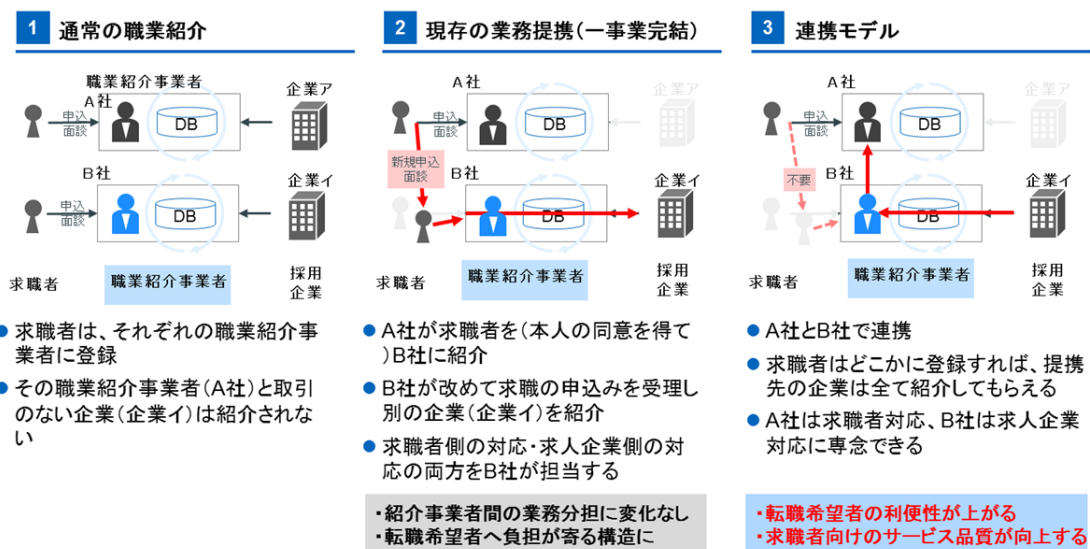 1 通常の職業紹介
職業紹介事業者
A社
企業ア
申込
面談
DB
B社
企業イ
申込
面談
DB
求職者
職業紹介事業者
採用
企業
求職者は、それぞれの職業紹介事
業者に登録
その職業紹介事業者(A社)と取引
のない企業(企業イ)は紹介されな
い
2 現存の業務提携(一事業完結)
A社
企業ア
申込
面談
DB
新規申込
面談
B社
企業イ
DB
求職者
職業紹介事業者
採用
企業
A社が求職者を(本人の同意を得て
)B社に紹介
B社が改めて求職の申込みを受理し
別の企業(企業イ)を紹介
求職者側の対応・求人企業側の対
応の両方をB社が担当する
・紹介事業者間の業務分担に変化なし
・転職希望者へ負担が寄る構造に
3 連携モデル
A社
企業ア
申込
面談
DB
不要
B社
企業イ
DB
求職者
職業紹介事業者
採用
企業
A社とB社で連携
求職者はどこかに登録すれば、提携
先の企業は全て紹介してもらえる
A社は求職者対応、B社は求人企業
対応に専念できる
・転職希望者の利便性が上がる
・求職者向けのサービス品質が向上する